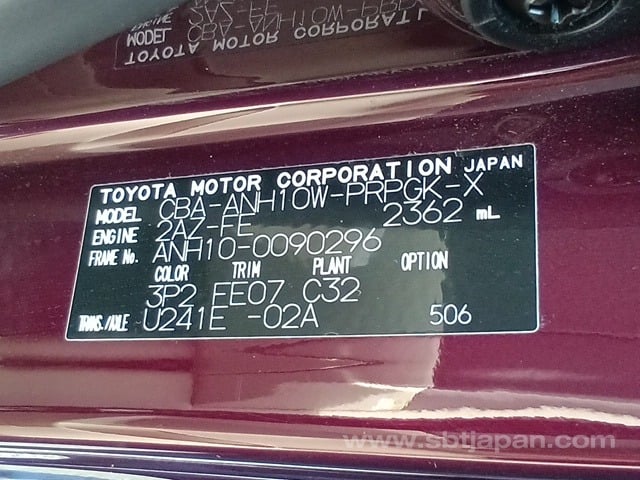 TOYOTA MOTOR CORPORATION JAPAN
MODEL CBA-ANH10W-PRPGK-X
ENGINE 2AZ-FE 2362 mL
FRAME No. ANH10-0090296
COLOR TRIM PLANT OPTION
3P2 FE07 C32
TRANS./AXLE U241E -02A 506
www.sbtjapan.com